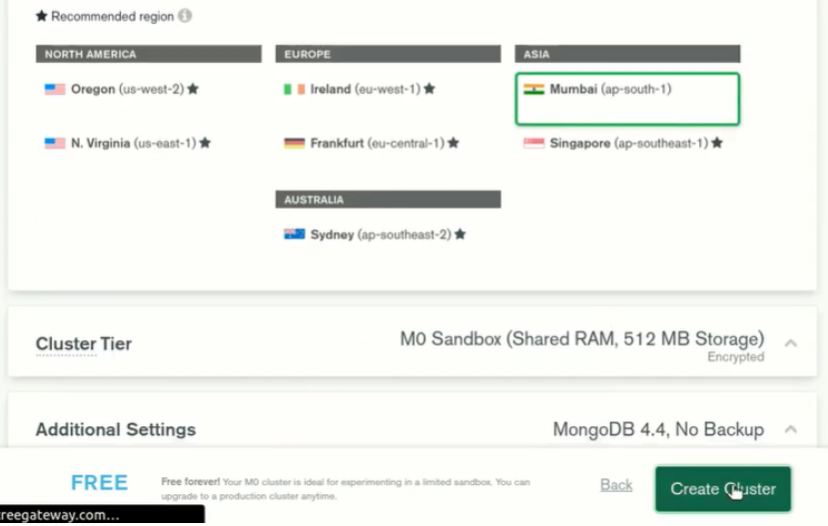 ★ Recommended region
NORTH AMERICA
Oregon (us-west-2) ★
N. Virginia (us-east-1) ★
EUROPE
Ireland (eu-west-1) ★
Frankfurt (eu-central-1) ★
AUSTRALIA
Sydney (ap-southeast-2) ★
ASIA
Mumbai (ap-south-1)
Singapore (ap-southeast-1) ★
Cluster Tier
M0 Sandbox (Shared RAM, 512 MB Storage)
Encrypted
Additional Settings
MongoDB 4.4, No Backup
FREE
Free forever! Your M0 cluster is ideal for experimenting in a limited sandbox. You can
upgrade to a production cluster anytime.
Back
Create Cluster
reegateway.com...